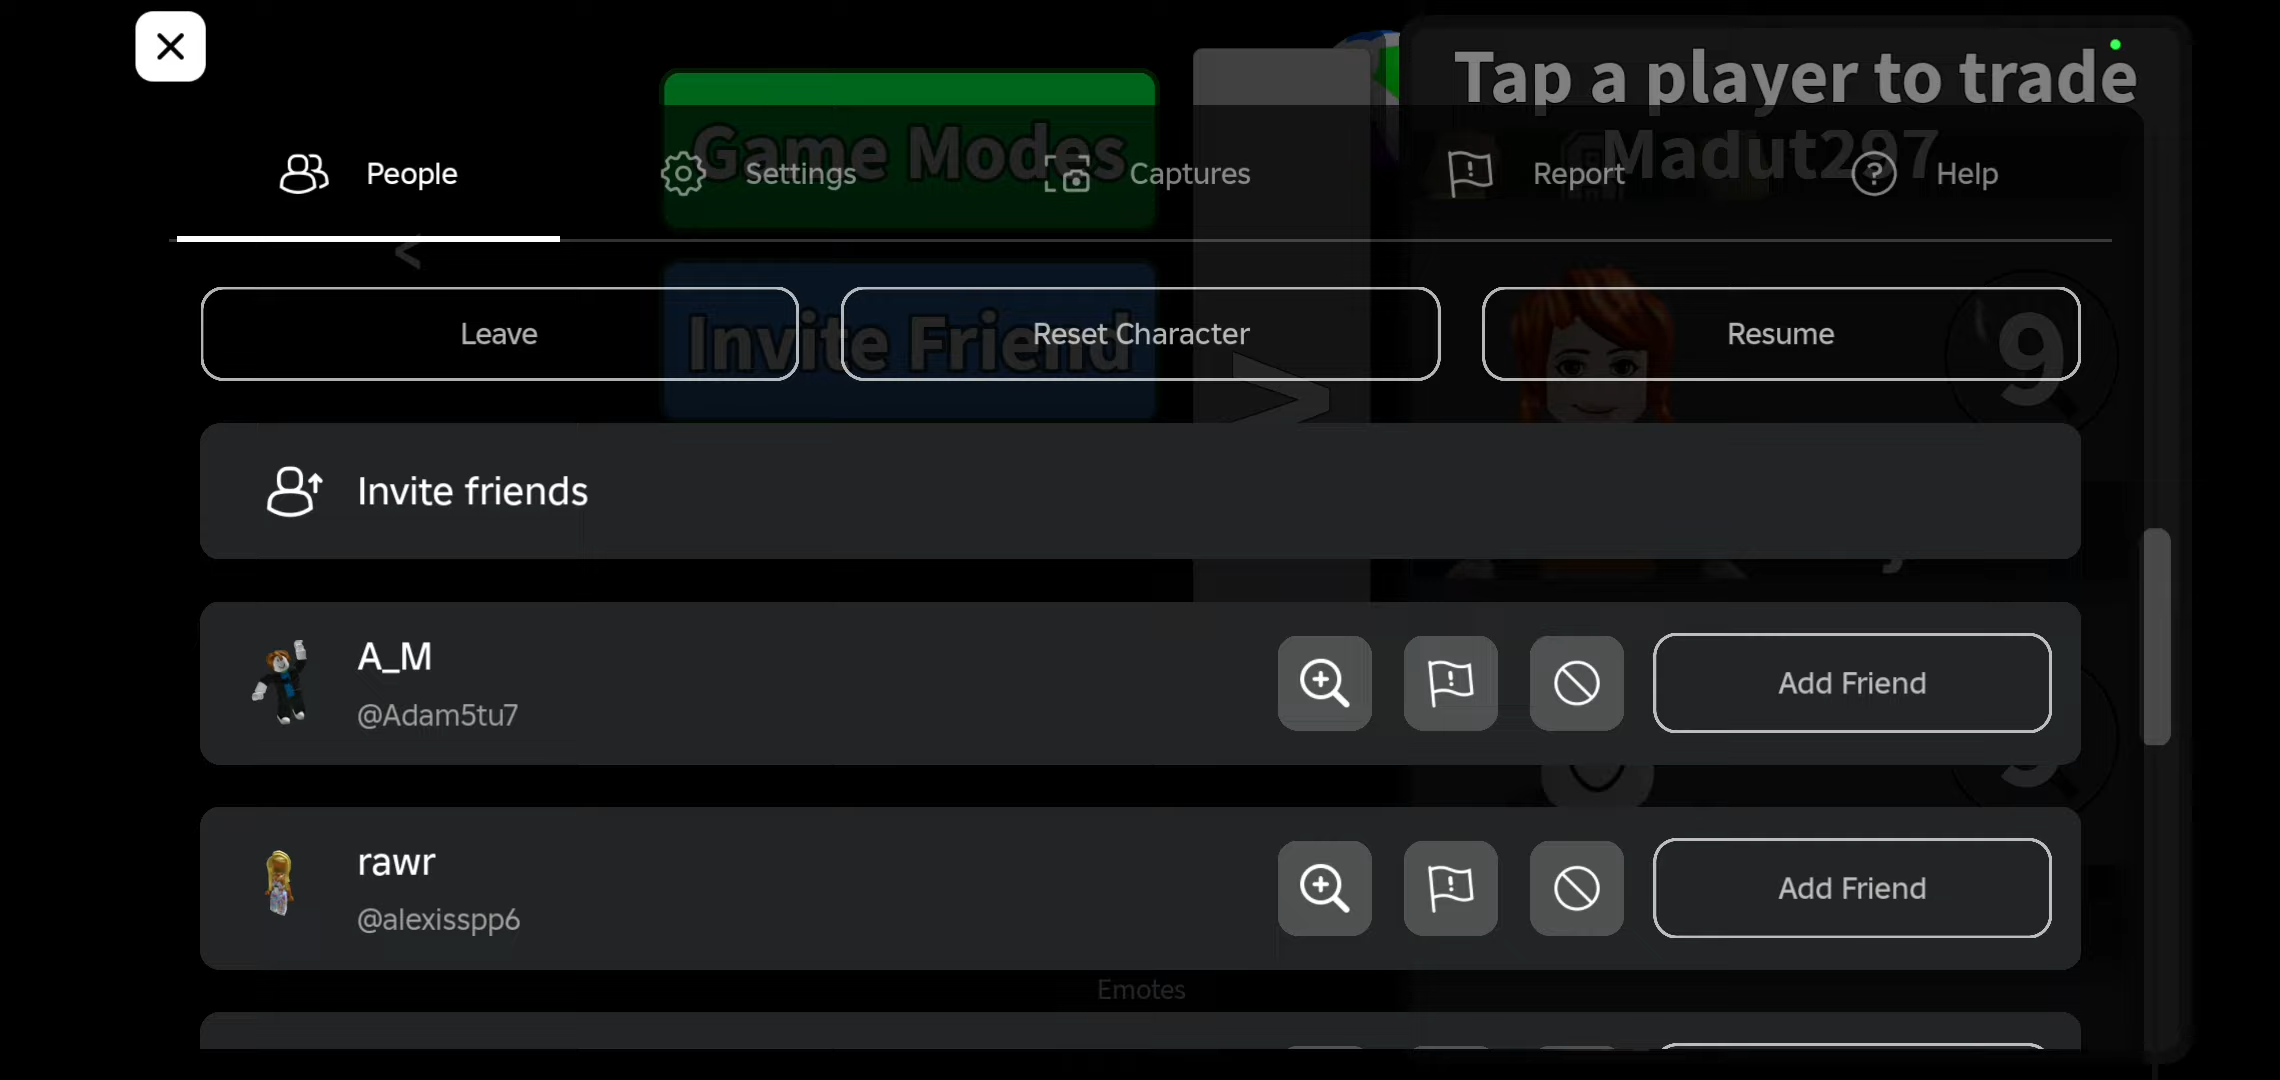 Tap a player to trade
Game Modes
Madut297
People
Settings
Captures
Report
Help
<
Leave
Reset Character
Resume
Invite Friend
9
>
Invite friends
A_M
@Adam5tu7
Add Friend
rawr
@alexisspp6
Add Friend
Emotes